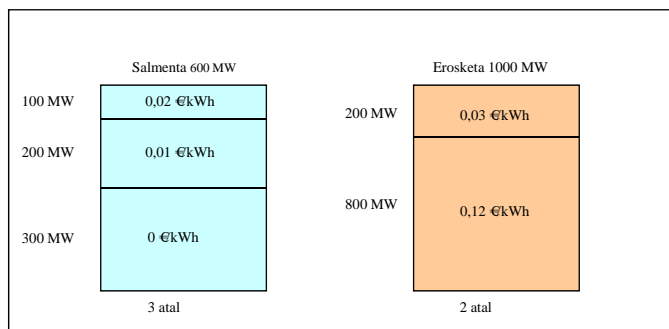 Salmenta 600 MW
100 MW
0,02 €/kWh
200 MW
0,01 €/kWh
300 MW
0 €/kWh
3 atal
Erosketa 1000 MW
200 MW
0,03 €/kWh
800 MW
0,12 €/kWh
2 atal